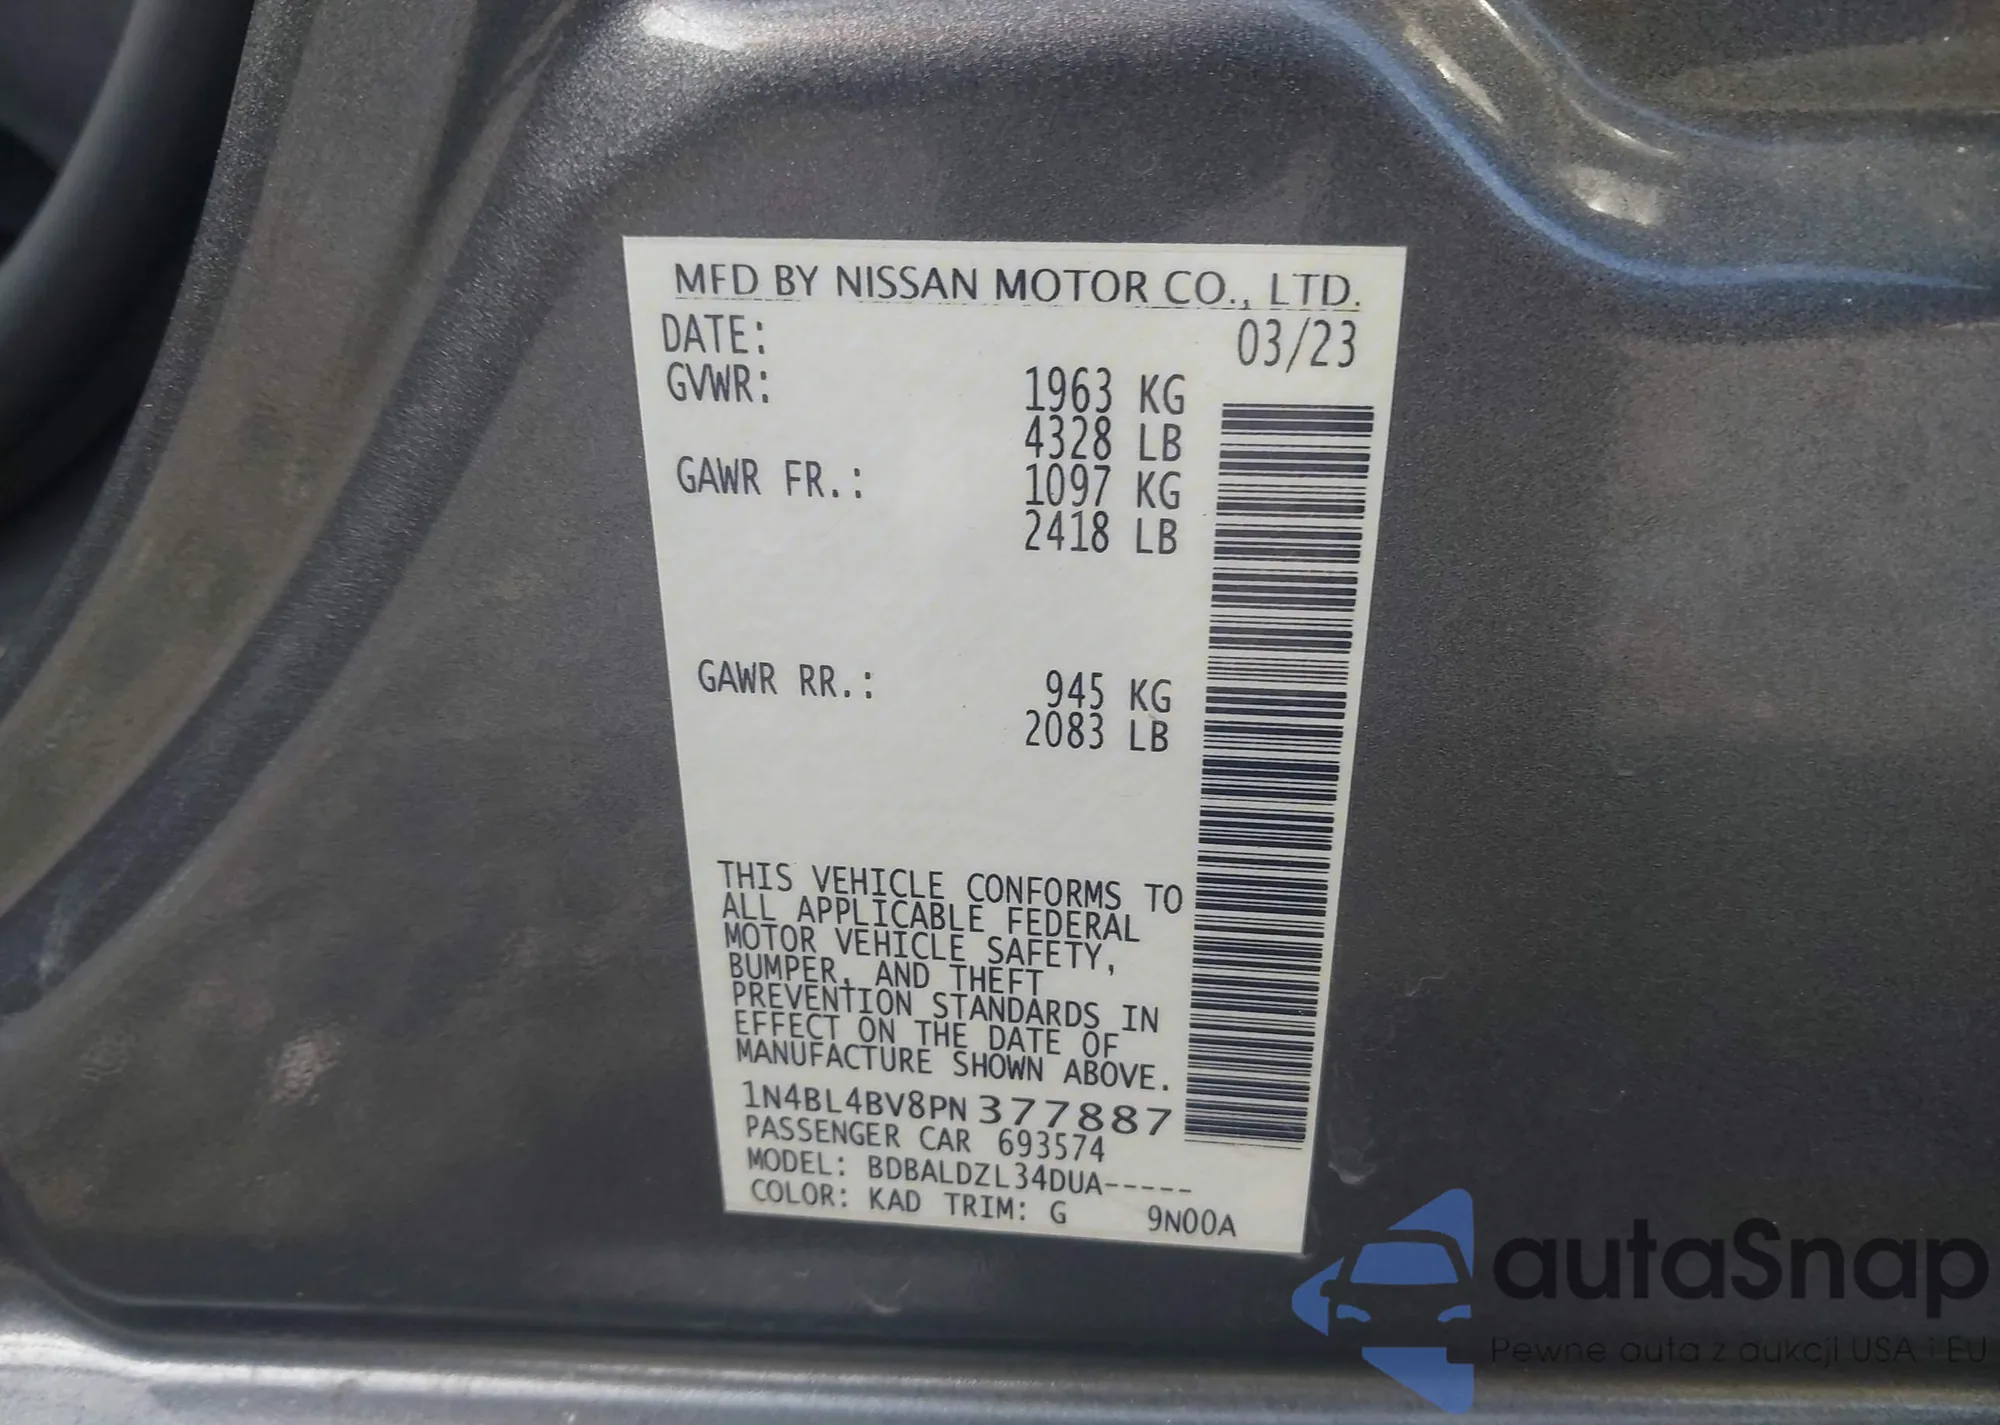 MFD BY NISSAN MOTOR CO., LTD.
DATE: 03/23
GVWR: 1963 KG
4328 LB
GAWR FR.: 1097 KG
2418 LB
GAWR RR.: 945 KG
2083 LB
THIS VEHICLE CONFORMS TO
ALL APPLICABLE FEDERAL
MOTOR VEHICLE SAFETY,
BUMPER, AND THEFT
PREVENTION STANDARDS IN
EFFECT ON THE DATE OF
MANUFACTURE SHOWN ABOVE.
1N4BL4BV8PN377887
PASSENGER CAR 693574
MODEL: BDBALDZL34DUA-----
COLOR: KAD TRIM: G 9N00A
autaSnap
Pewne auta z aukcji USA i EU